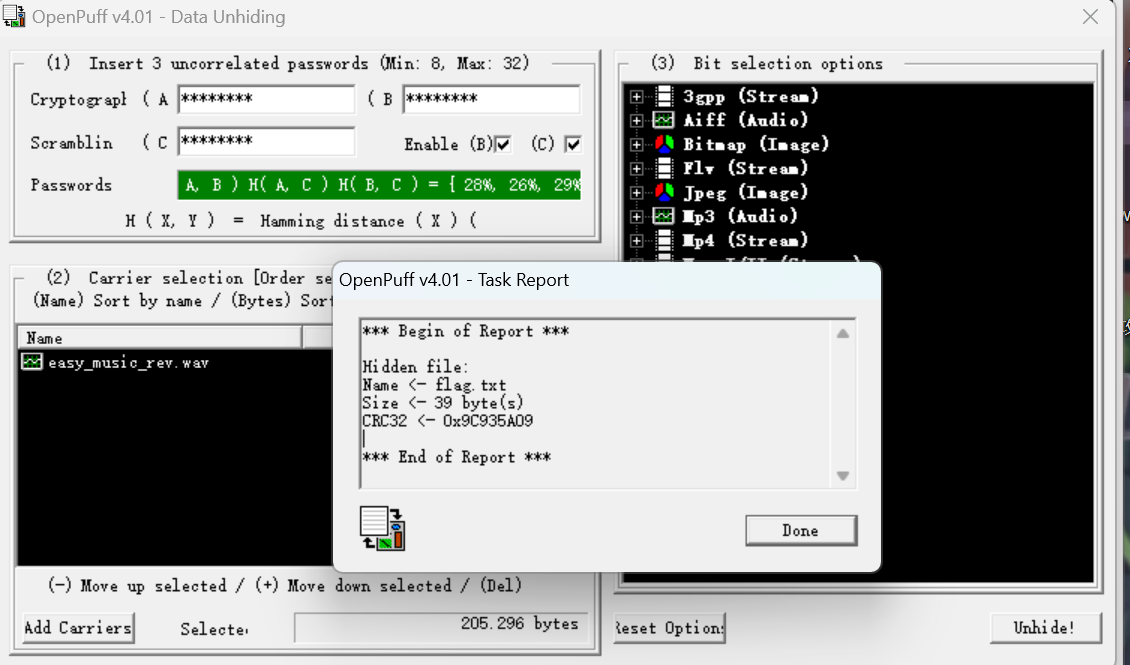 OpenPuff v4.01 - Data Unhiding
(1) Insert 3 uncorrelated passwords (Min: 8, Max: 32)
Cryptograph ( A ******** ( B ********
Scramblin ( C ******** Enable (B) (C)
Passwords A, B ) H( A, C ) H( B, C ) = [ 28%, 26%, 29%
H ( X, Y ) = Hamming distance ( X ) (
(2) Carrier selection [Order se
(Name) Sort by name / (Bytes) Sort
Name
easy_music_rev.wav
(-) Move up selected / (+) Move down selected / (Del)
Add Carriers Selecte 205.296 bytes
(3) Bit selection options
3gpp (Stream)
Aiff (Audio)
Bitmap (Image)
Flv (Stream)
Jpeg (Image)
Mp3 (Audio)
Mp4 (Stream)
Reset Option
Unhide!
OpenPuff v4.01 - Task Report
*** Begin of Report ***
Hidden file:
Name <- flag.txt
Size <- 39 byte(s)
CRC32 <- 0x9C935A09
*** End of Report ***
Done